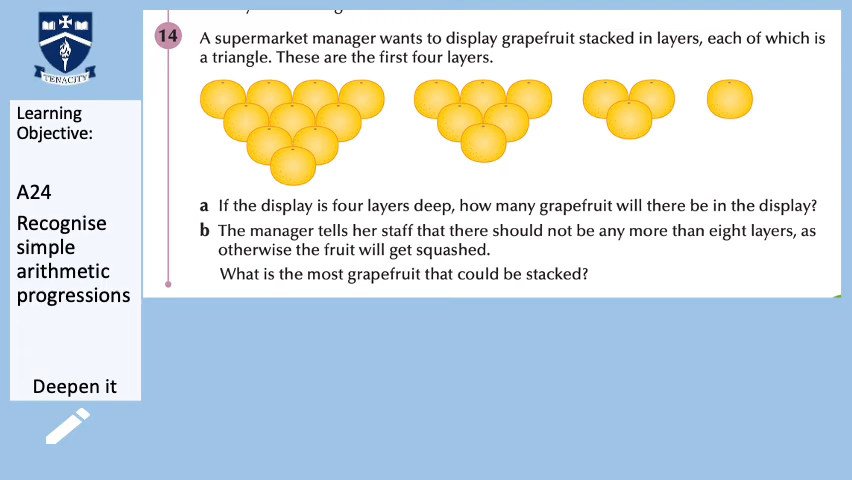 TENACITY
Learning
Objective:
A24
Recognise
simple
arithmetic
progressions
Deepen it
14 A supermarket manager wants to display grapefruit stacked in layers, each of which is
a triangle. These are the first four layers.
a If the display is four layers deep, how many grapefruit will there be in the display?
b The manager tells her staff that there should not be any more than eight layers, as
otherwise the fruit will get squashed.
What is the most grapefruit that could be stacked?